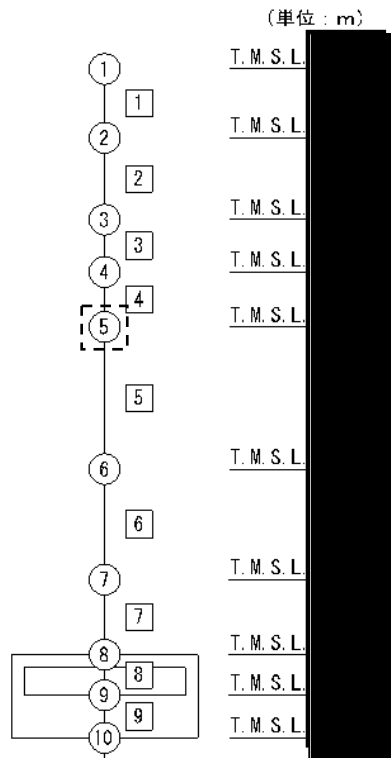 (単位：m)
① T.M.S.L.
1
② T.M.S.L.
2
③ T.M.S.L.
3
④ T.M.S.L.
4
⑤ T.M.S.L.
5
⑥ T.M.S.L.
6
⑦ T.M.S.L.
7
⑧ T.M.S.L.
8
⑨ T.M.S.L.
9
⑩ T.M.S.L.